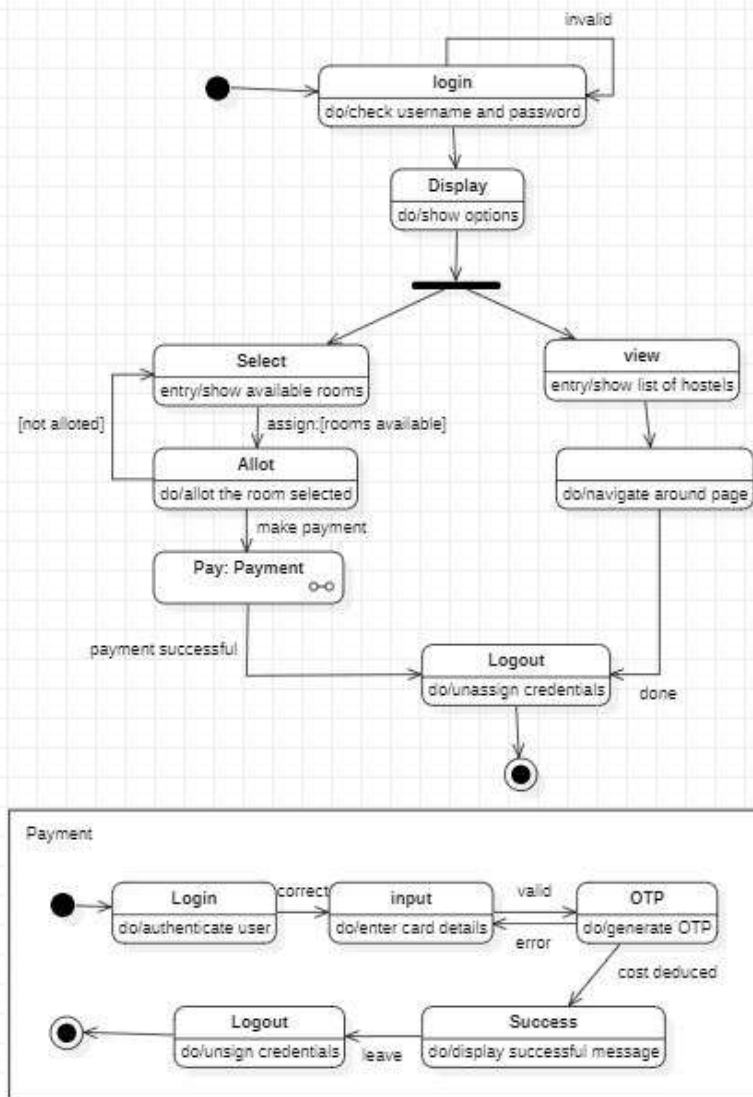 invalid
login
do/check username and password
Display
do/show options
Select
entry/show available rooms
view
entry/show list of hostels
[not alloted]
assign:[rooms available]
Allot
do/allot the room selected
do/navigate around page
make payment
Pay: Payment
payment successful
Logout
do/unassign credentials
done
Payment
Login
do/authenticate user
correct
input
do/enter card details
valid
error
OTP
do/generate OTP
cost deduced
Logout
do/unsign credentials
leave
Success
do/display successful message